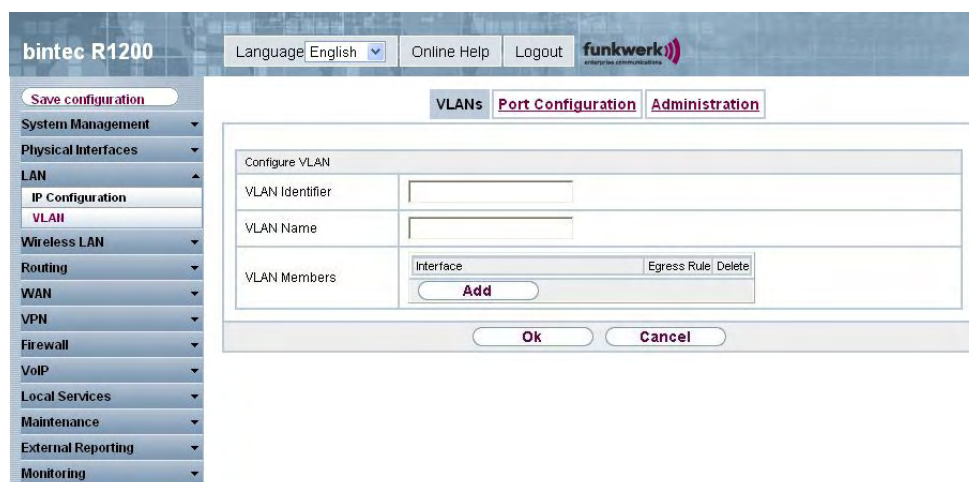 bintec R1200
Language English Online Help Logout funkwerk
enterprise communications
Save configuration
System Management
Physical Interfaces
LAN
IP Configuration
VLAN
Wireless LAN
Routing
WAN
VPN
Firewall
VoIP
Local Services
Maintenance
External Reporting
Monitoring
VLANs Port Configuration Administration
Configure VLAN
VLAN Identifier
VLAN Name
VLAN Members
Interface Egress Rule Delete
Add
Ok Cancel